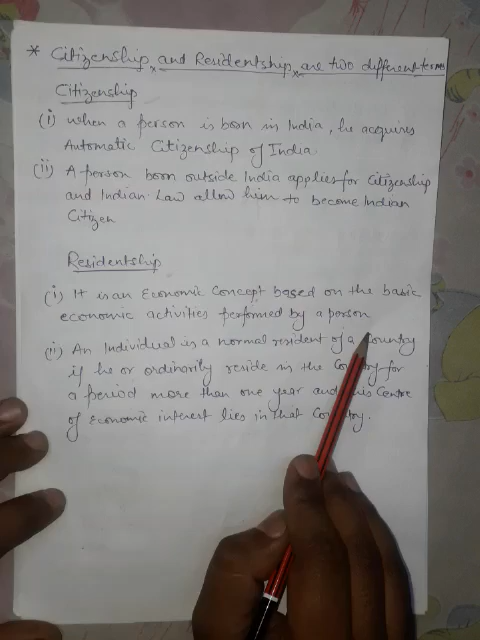 * Citizenship and Residentship are two different terms
Citizenship
(i) When a person is born in India, he acquires
Automatic Citizenship of India
(ii) A person born outside India applies for Citizenship
and Indian Law allow him to become Indian
Citizen
Residentship
(i) It is an Economic Concept based on the basic
economic activities performed by a person
(ii) An Individual is a normal resident of a Country
if he or ordinarily reside in the Country for
a period more than one year and his Centre
of economic interest lies in that Country.